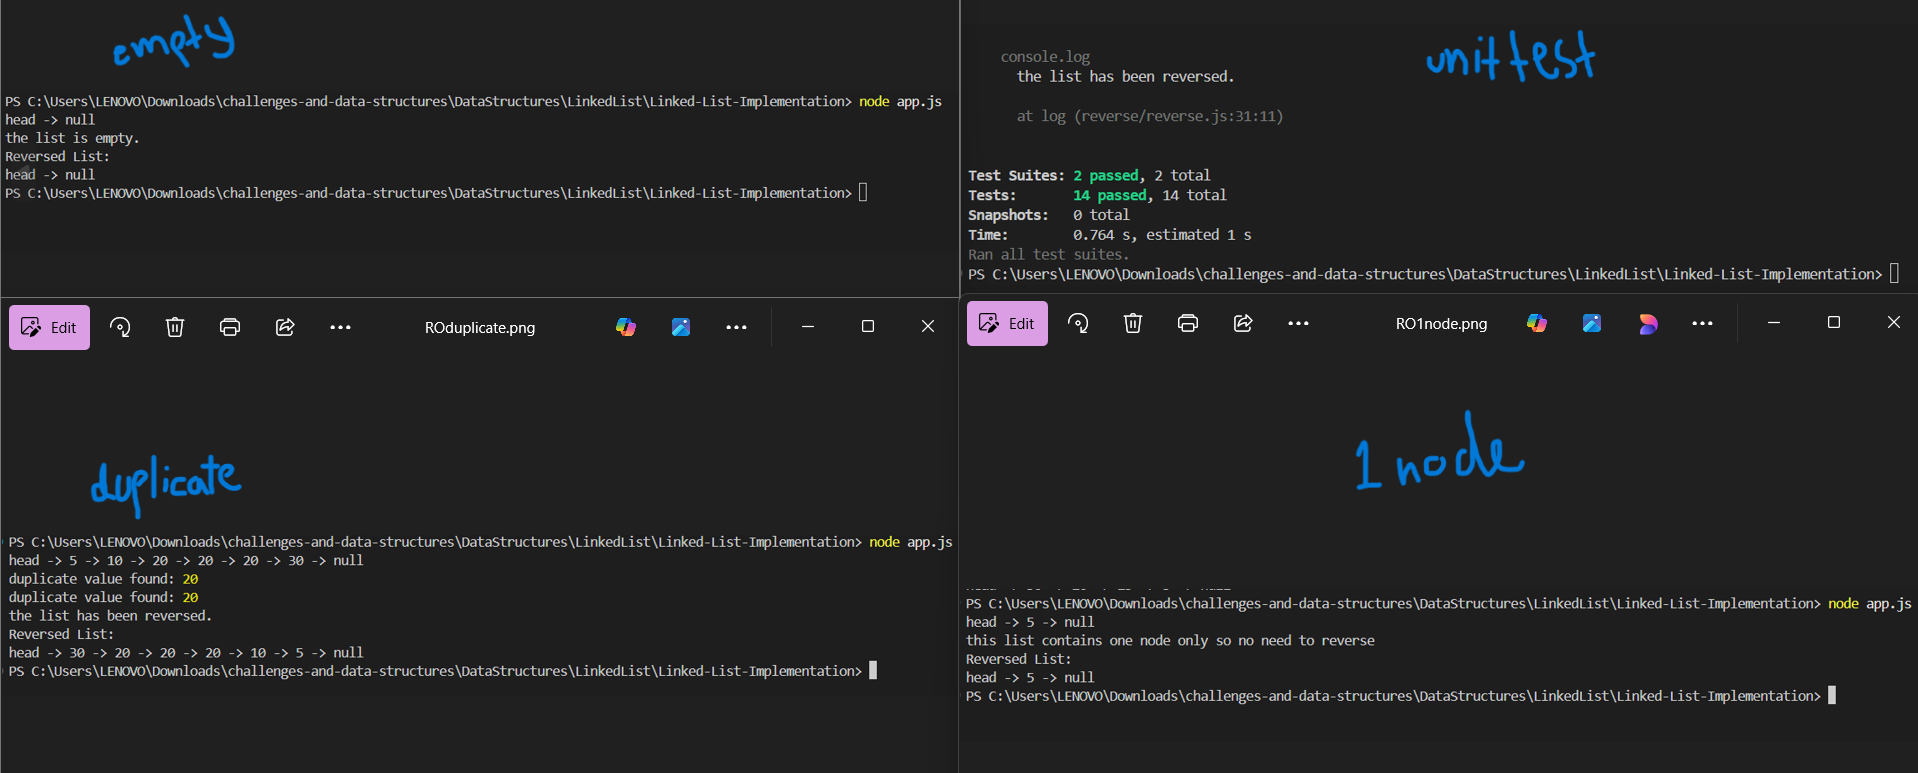 empty
PS C:\Users\LENOVO\Downloads\challenges-and-data-structures\DataStructures\LinkedList\Linked-List-Implementation> node app.js
head -> null
the list is empty.
Reversed List:
head -> null
PS C:\Users\LENOVO\Downloads\challenges-and-data-structures\DataStructures\LinkedList\Linked-List-Implementation>
unit test
console.log
the list has been reversed.
at log (reverse/reverse.js:31:11)
Test Suites: 2 passed, 2 total
Tests: 14 passed, 14 total
Snapshots: 0 total
Time: 0.764 s, estimated 1 s
Ran all test suites.
PS C:\Users\LENOVO\Downloads\challenges-and-data-structures\DataStructures\LinkedList\Linked-List-Implementation>
Edit ROduplicate.png
duplicate
PS C:\Users\LENOVO\Downloads\challenges-and-data-structures\DataStructures\LinkedList\Linked-List-Implementation> node app.js
head -> 5 -> 10 -> 20 -> 20 -> 20 -> 30 -> null
duplicate value found: 20
duplicate value found: 20
the list has been reversed.
Reversed List:
head -> 30 -> 20 -> 20 -> 20 -> 10 -> 5 -> null
PS C:\Users\LENOVO\Downloads\challenges-and-data-structures\DataStructures\LinkedList\Linked-List-Implementation>
Edit RO1node.png
1 node
PS C:\Users\LENOVO\Downloads\challenges-and-data-structures\DataStructures\LinkedList\Linked-List-Implementation> node app.js
head -> 5 -> null
this list contains one node only so no need to reverse
Reversed List:
head -> 5 -> null
PS C:\Users\LENOVO\Downloads\challenges-and-data-structures\DataStructures\LinkedList\Linked-List-Implementation>